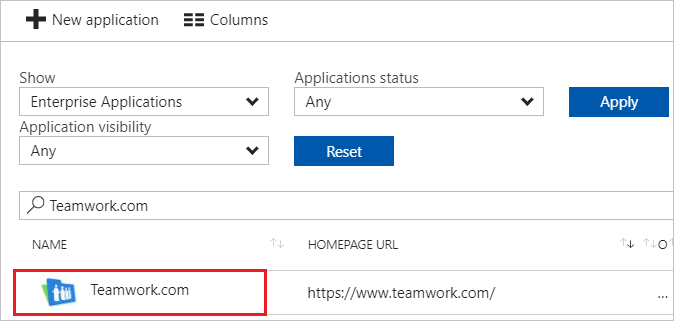 New application Columns
Show Applications status
Enterprise Applications Any Apply
Application visibility
Any Reset
Teamwork.com
NAME HOMEPAGE URL O
Teamwork.com https://www.teamwork.com/ ...